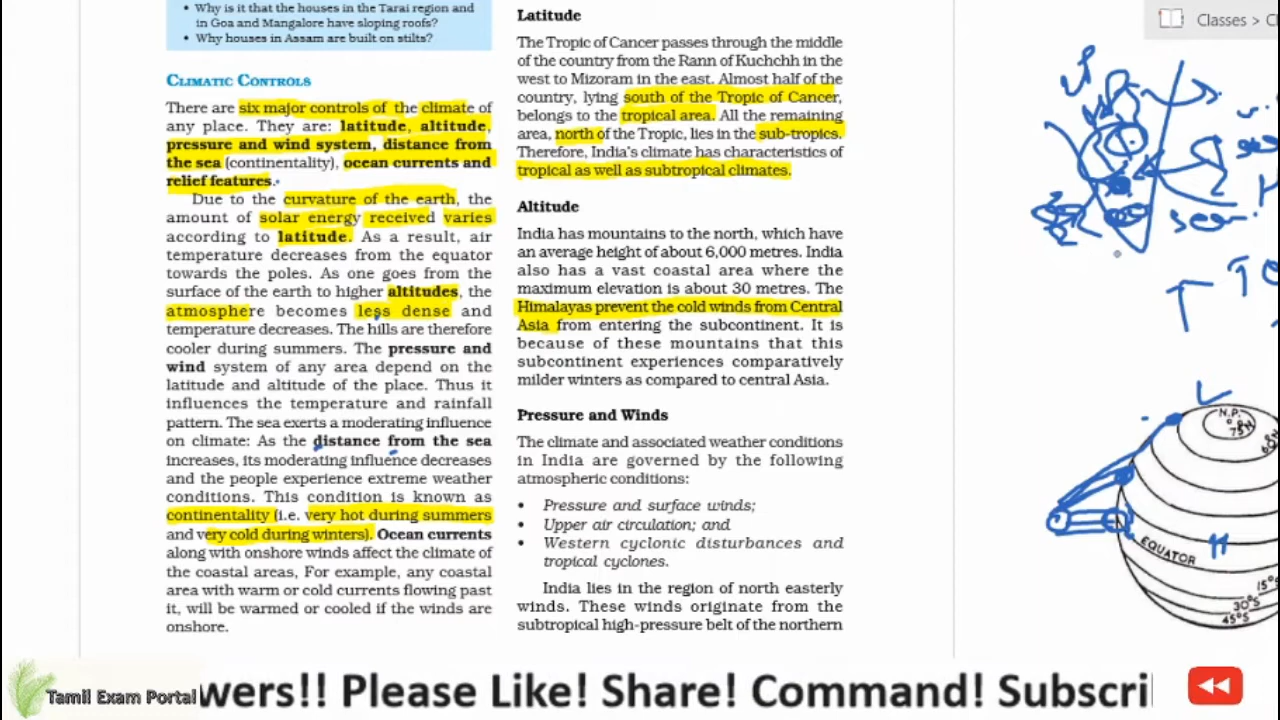 • Why is it that the houses in the Tarai region and
in Goa and Mangalore have sloping roofs?
• Why houses in Assam are built on stilts?
CLIMATIC CONTROLS
There are six major controls of the climate of
any place. They are: latitude, altitude,
pressure and wind system, distance from
the sea (continentality), ocean currents and
relief features.
Due to the curvature of the earth, the
amount of solar energy received varies
according to latitude. As a result, air
temperature decreases from the equator
towards the poles. As one goes from the
surface of the earth to higher altitudes, the
atmosphere becomes less dense and
temperature decreases. The hills are therefore
cooler during summers. The pressure and
wind system of any area depend on the
latitude and altitude of the place. Thus it
influences the temperature and rainfall
pattern. The sea exerts a moderating influence
on climate: As the distance from the sea
increases, its moderating influence decreases
and the people experience extreme weather
conditions. This condition is known as
continentality (i.e. very hot during summers
and very cold during winters). Ocean currents
along with onshore winds affect the climate of
the coastal areas, For example, any coastal
area with warm or cold currents flowing past
it, will be warmed or cooled if the winds are
onshore.
Latitude
The Tropic of Cancer passes through the middle
of the country from the Rann of Kuchchh in the
west to Mizoram in the east. Almost half of the
country, lying south of the Tropic of Cancer,
belongs to the tropical area. All the remaining
area, north of the Tropic, lies in the sub-tropics.
Therefore, India's climate has characteristics of
tropical as well as subtropical climates.
Altitude
India has mountains to the north, which have
an average height of about 6,000 metres. India
also has a vast coastal area where the
maximum elevation is about 30 metres. The
Himalayas prevent the cold winds from Central
Asia from entering the subcontinent. It is
because of these mountains that this
subcontinent experiences comparatively
milder winters as compared to central Asia.
Pressure and Winds
The climate and associated weather conditions
in India are governed by the following
atmospheric conditions:
• Pressure and surface winds;
• Upper air circulation; and
• Western cyclonic disturbances and
tropical cyclones.
India lies in the region of north easterly
winds. These winds originate from the
subtropical high-pressure belt of the northern
Classes > C
N.P.
75°N
EQUATOR
15°S
30°S
45°S
Tamil Exam Portal
wers!! Please Like! Share! Command! Subscri